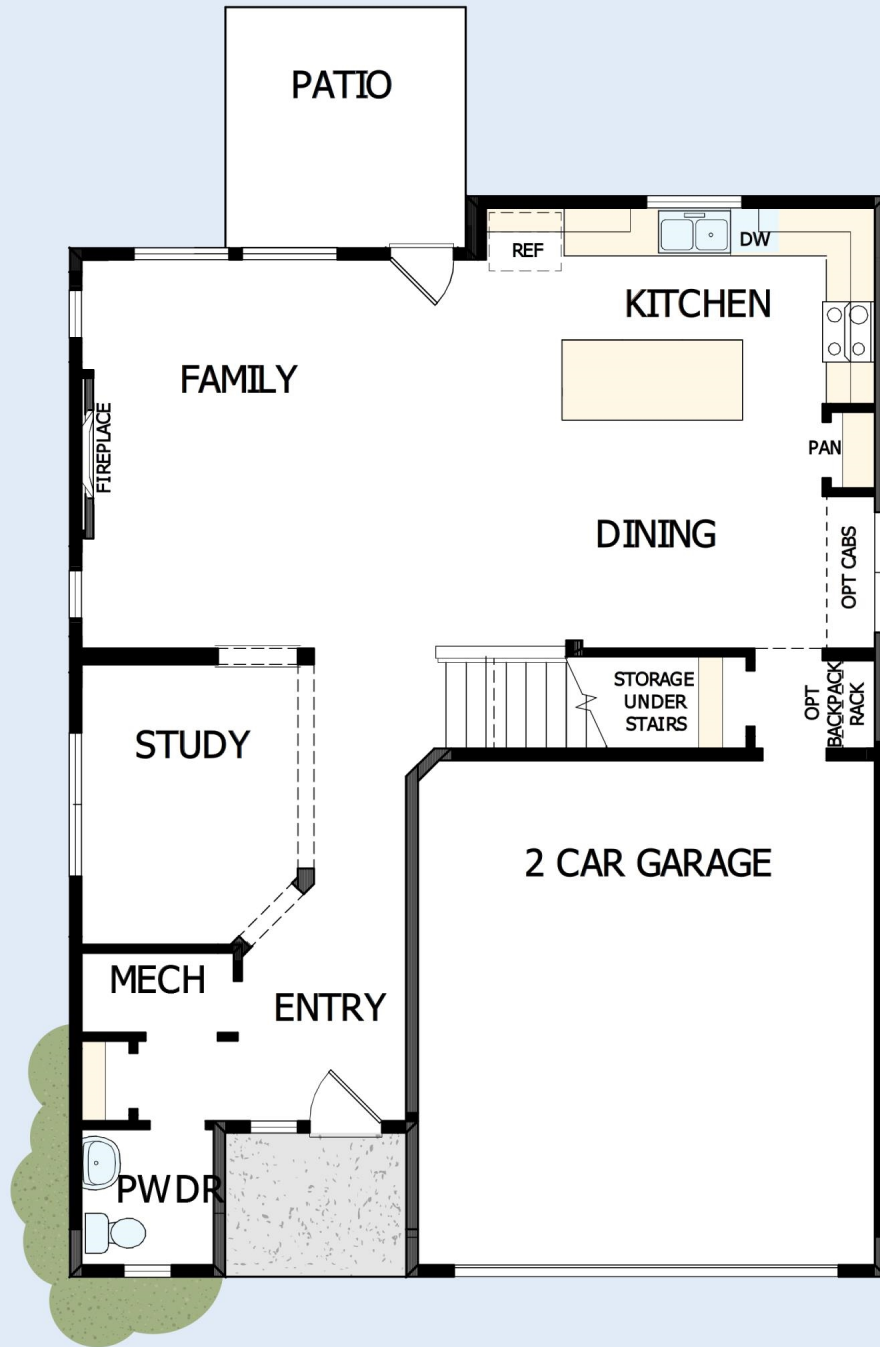 PATIO
REF
DW
KITCHEN
FAMILY
FIREPLACE
PAN
DINING
OPT CABS
STORAGE
UNDER
STAIRS
OPT
BACKPACK
RACK
STUDY
2 CAR GARAGE
MECH
ENTRY
PWDR